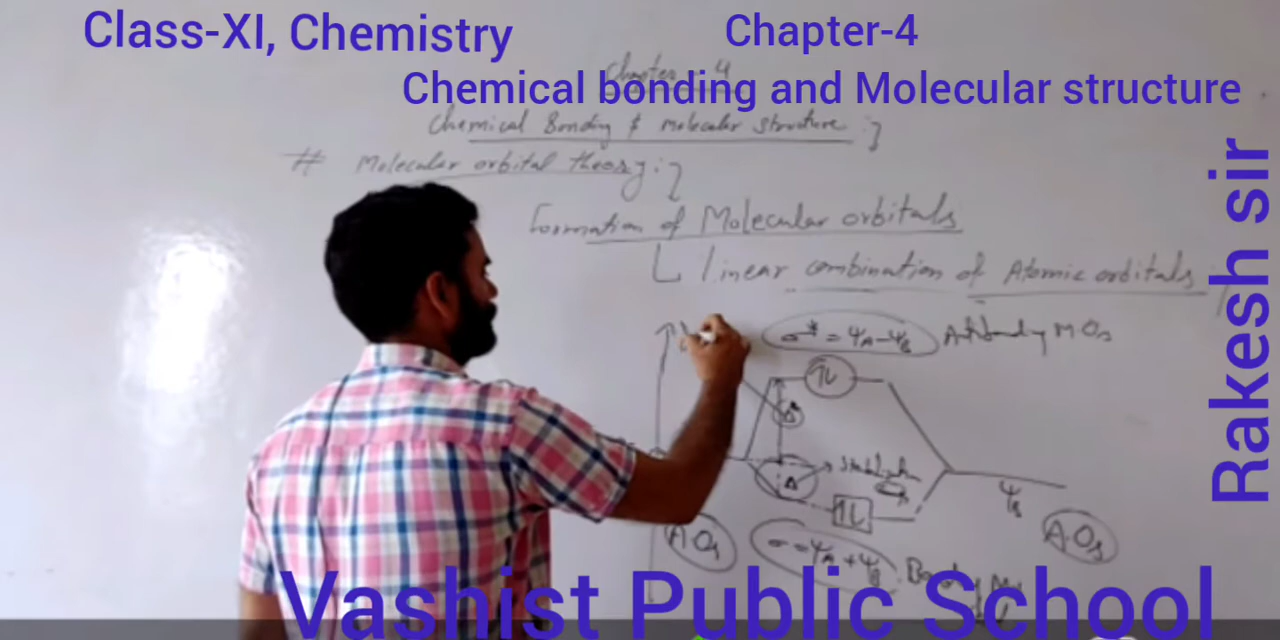 Class-XI, Chemistry
Chapter-4
Chemical bonding and Molecular structure
Chapter - 4
Chemical Bonding & Molecular structure :}
# Molecular orbital theory :}
Formation of Molecular orbitals
Linear combination of Atomic orbitals
σ* = ψA - ψB Antibonding MOs
Δ
Δ
ψB
AOs
σ = ψA + ψB
AOs
Rakesh sir
Vashist Public School